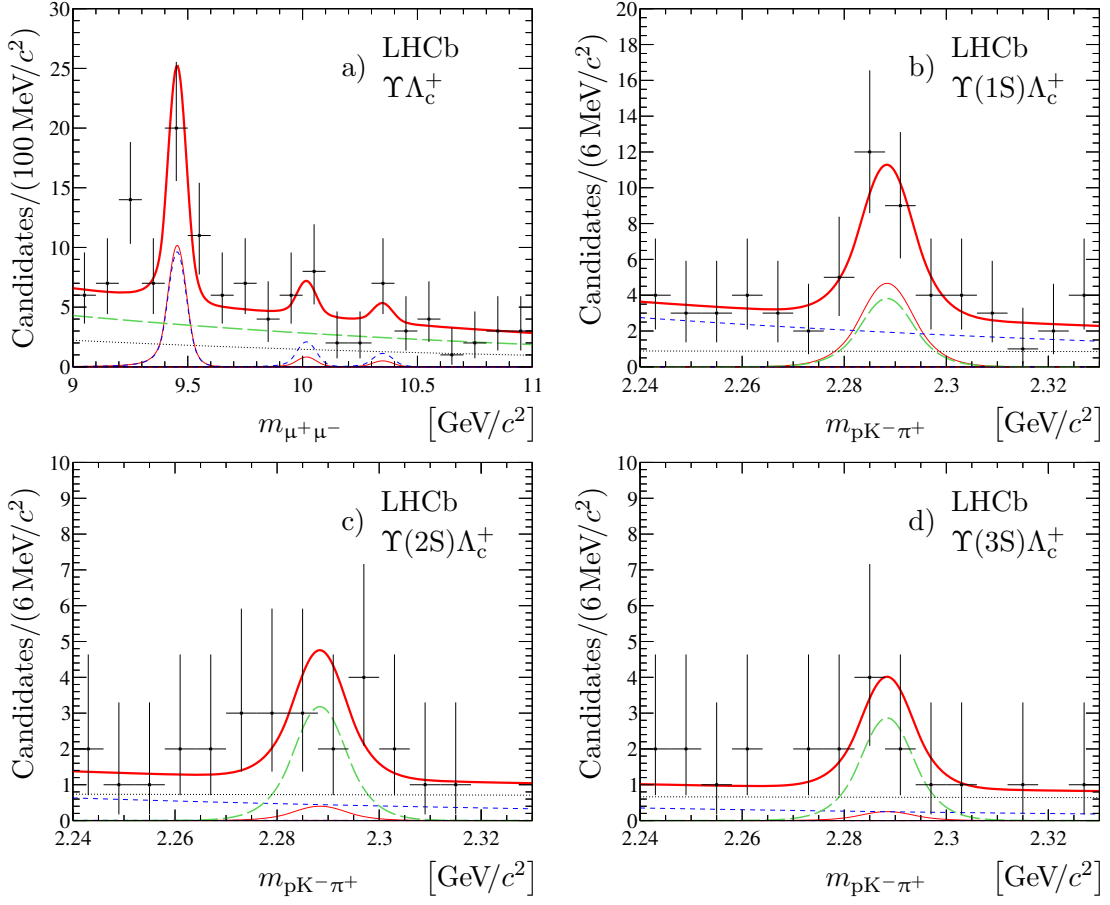 Candidates/(100 MeV/c²)
30
25
20
15
10
5
0
a)
LHCb
ΥΛc⁺
9 9.5 10 10.5 11
mμ⁺μ⁻ [GeV/c²]
Candidates/(6 MeV/c²)
20
18
16
14
12
10
8
6
4
2
0
b)
LHCb
Υ(1S)Λc⁺
2.24 2.26 2.28 2.3 2.32
mpK⁻π⁺ [GeV/c²]
Candidates/(6 MeV/c²)
10
9
8
7
6
5
4
3
2
1
0
c)
LHCb
Υ(2S)Λc⁺
2.24 2.26 2.28 2.3 2.32
mpK⁻π⁺ [GeV/c²]
Candidates/(6 MeV/c²)
10
9
8
7
6
5
4
3
2
1
0
d)
LHCb
Υ(3S)Λc⁺
2.24 2.26 2.28 2.3 2.32
mpK⁻π⁺ [GeV/c²]